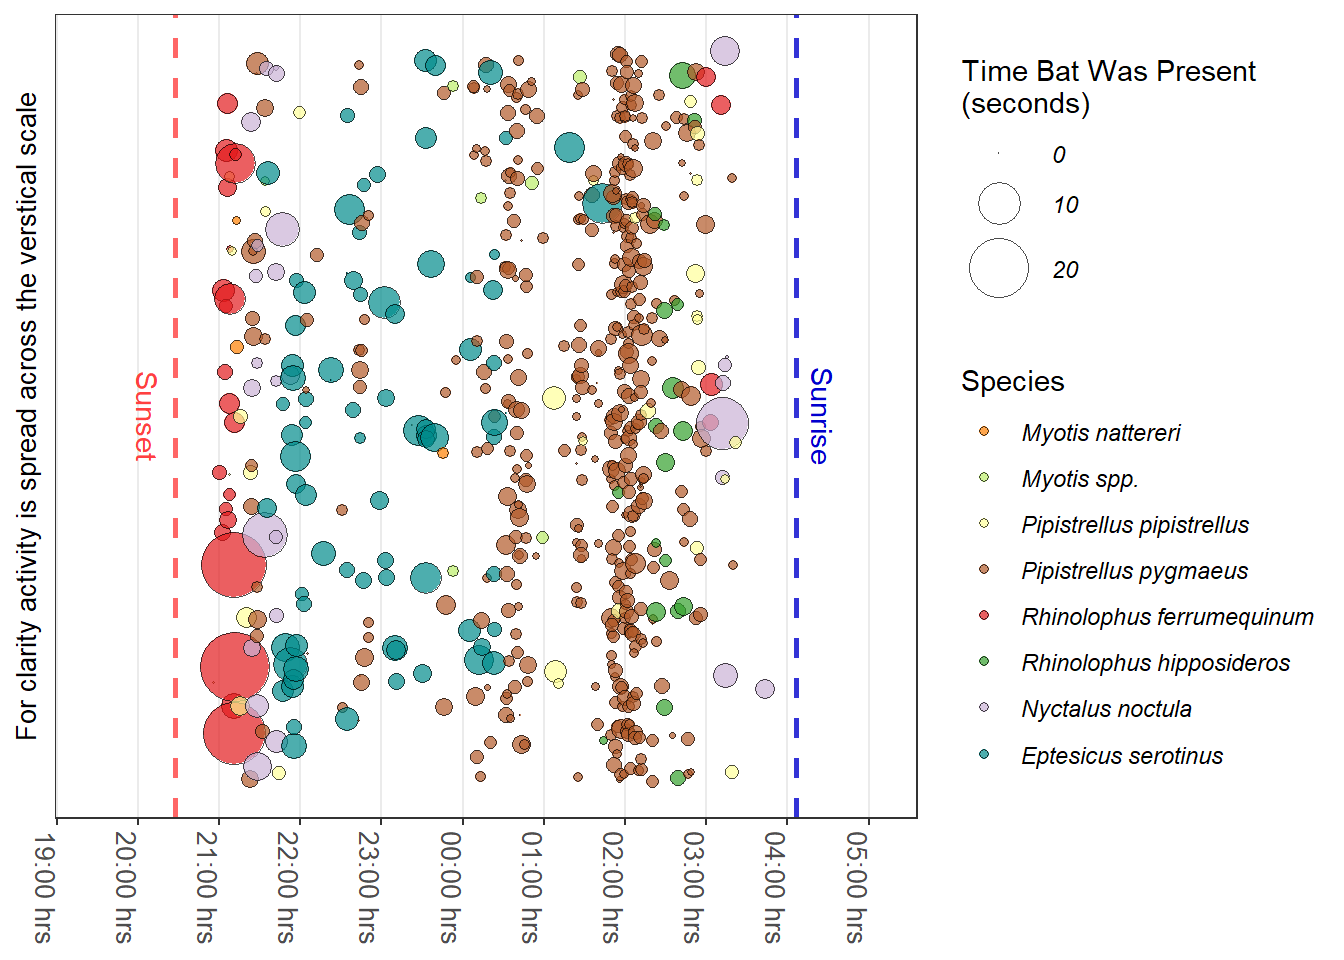 For clarity activity is spread across the verstical scale
Sunset
Sunrise
19:00 hrs
20:00 hrs
21:00 hrs
22:00 hrs
23:00 hrs
00:00 hrs
01:00 hrs
02:00 hrs
03:00 hrs
04:00 hrs
05:00 hrs
Time Bat Was Present
(seconds)
0
10
20
Species
Myotis nattereri
Myotis spp.
Pipistrellus pipistrellus
Pipistrellus pygmaeus
Rhinolophus ferrumequinum
Rhinolophus hipposideros
Nyctalus noctula
Eptesicus serotinus